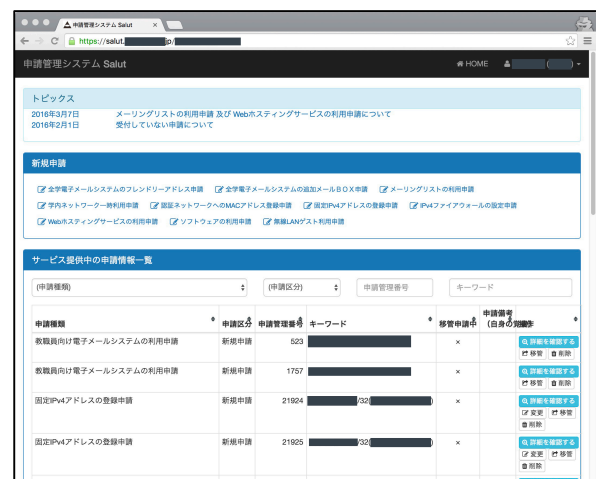 申請管理システム Salut
https://salut. jp/
申請管理システム Salut HOME ( )
トピックス
2016年3月7日 メーリングリストの利用申請 及び Webホスティングサービスの利用申請について
2016年2月1日 受付していない申請について
新規申請
全学電子メールシステムのフレンドリーアドレス申請 全学電子メールシステムの追加メールBOX申請 メーリングリストの利用申請
学内ネットワーク一時利用申請 認証ネットワークへのMACアドレス登録申請 固定IPv4アドレスの登録申請 IPv4ファイアウォールの設定申請
Webホスティングサービスの利用申請 ソフトウェアの利用申請 無線LANゲスト利用申請
サービス提供中の申請情報一覧
(申請種類) (申請区分) 申請管理番号 キーワード
申請種類 申請区分 申請管理番号 キーワード 移管申請中 申請備考
(自身の 操作
教職員向け電子メールシステムの利用申請 新規申請 523 × 詳細を確認する
移管 削除
教職員向け電子メールシステムの利用申請 新規申請 1757 × 詳細を確認する
移管 削除
固定IPv4アドレスの登録申請 新規申請 21924 /32( ) × 詳細を確認する
変更 移管
削除
固定IPv4アドレスの登録申請 新規申請 21925 /32( ) × 詳細を確認する
変更 移管
削除